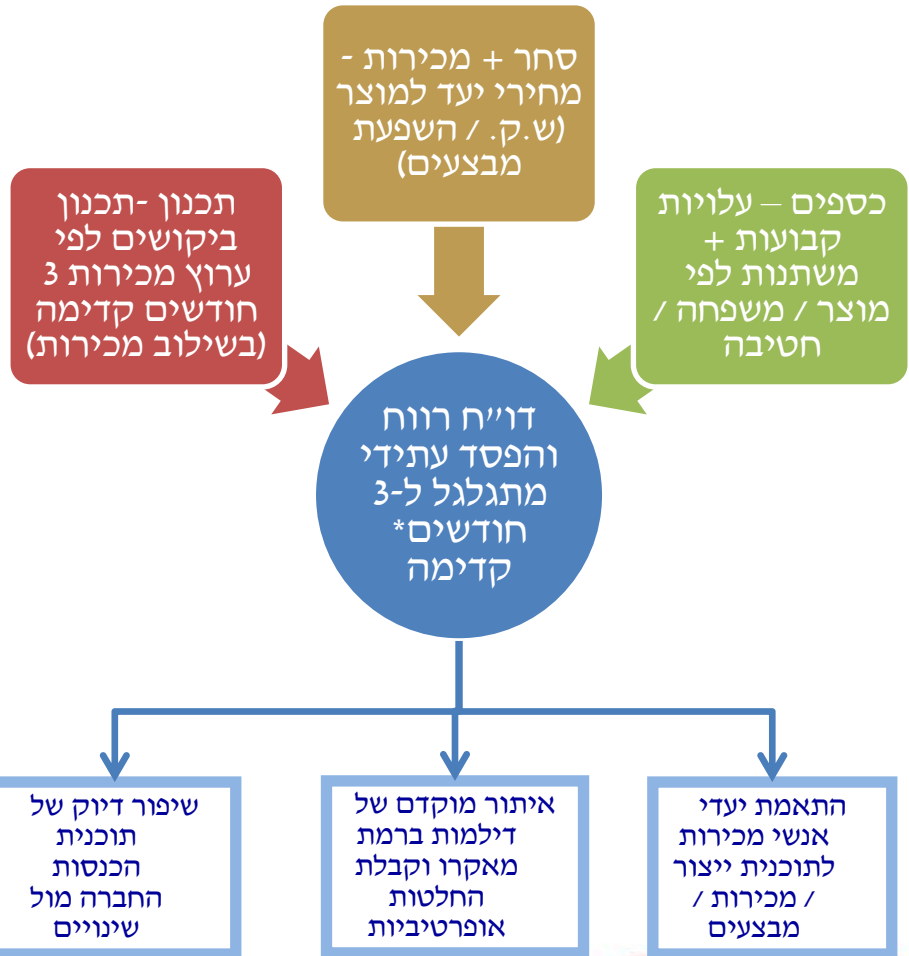 סחר + מכירות -
מחירי יעד למוצר
(ש.ק. / השפעת
מבצעים)
כספים – עלויות
קבועות +
משתנות לפי
מוצר / משפחה /
חטיבה
תכנון -תכנון
ביקושים לפי
ערוץ מכירות 3
חודשים קדימה
(בשילוב מכירות)
דו״ח רווח
והפסד עתידי
מתגלגל ל-3
חודשים*
קדימה
התאמת יעדי
אנשי מכירות
לתוכנית ייצור
/ מכירות /
מבצעים
איתור מוקדם של
דילמות ברמת
מאקרו וקבלת
החלטות
אופרטיביות
שיפור דיוק של
תוכנית
הכנסות
החברה מול
שינויים